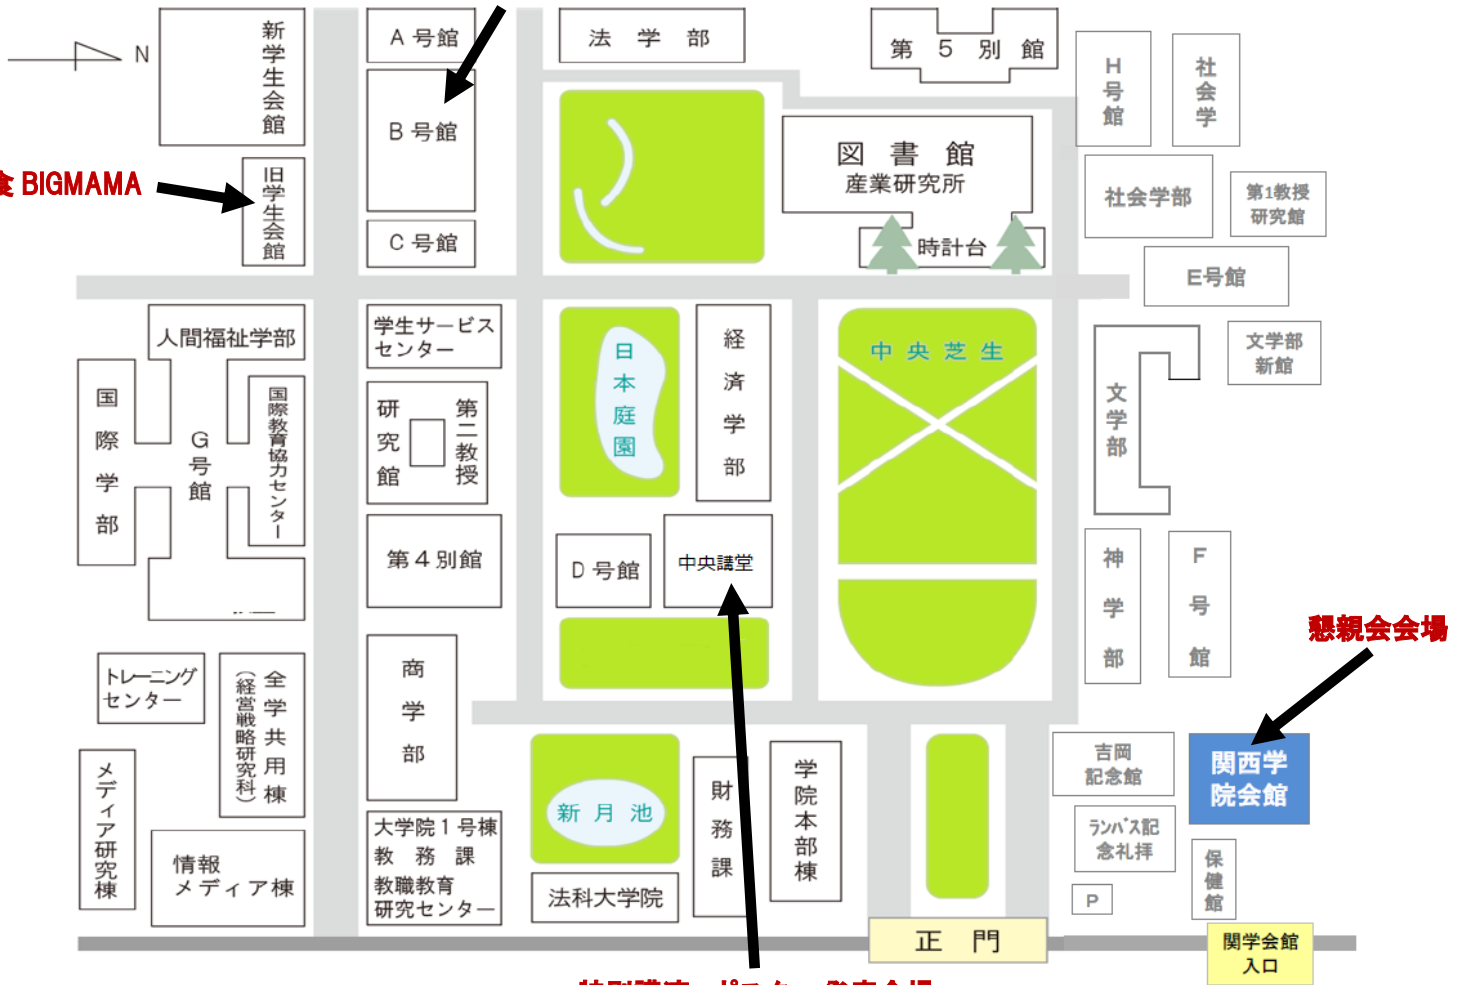 N
新学生会館
A号館
法学部
第5別館
H号館
社会学
B号館
図書館
産業研究所
時計台
食 BIGMAMA
旧学生会館
C号館
社会学部
第1教授
研究館
E号館
人間福祉学部
学生サービス
センター
日本庭園
経済学部
中央芝生
文学部
文学部
新館
国際学部
G号館
国際教育協力センター
第二教授
研究館
第4別館
D号館
中央講堂
神学部
F号館
懇親会会場
トレーニング
センター
全学共用棟
(経営戦略研究科)
商学部
吉岡
記念館
関西学
院会館
メディア研究棟
情報
メディア棟
大学院1号棟
教務課
教職教育
研究センター
新月池
法科大学院
財務課
学院本部棟
ランバス記
念礼拝
保健館
P
正門
関学会館
入口